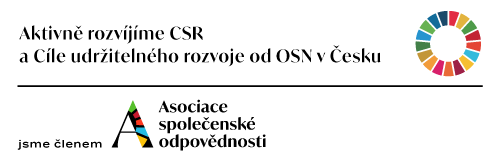 Aktivně rozvíjíme CSR
a Cíle udržitelného rozvoje od OSN v Česku
jsme členem
Asociace
společenské
odpovědnosti